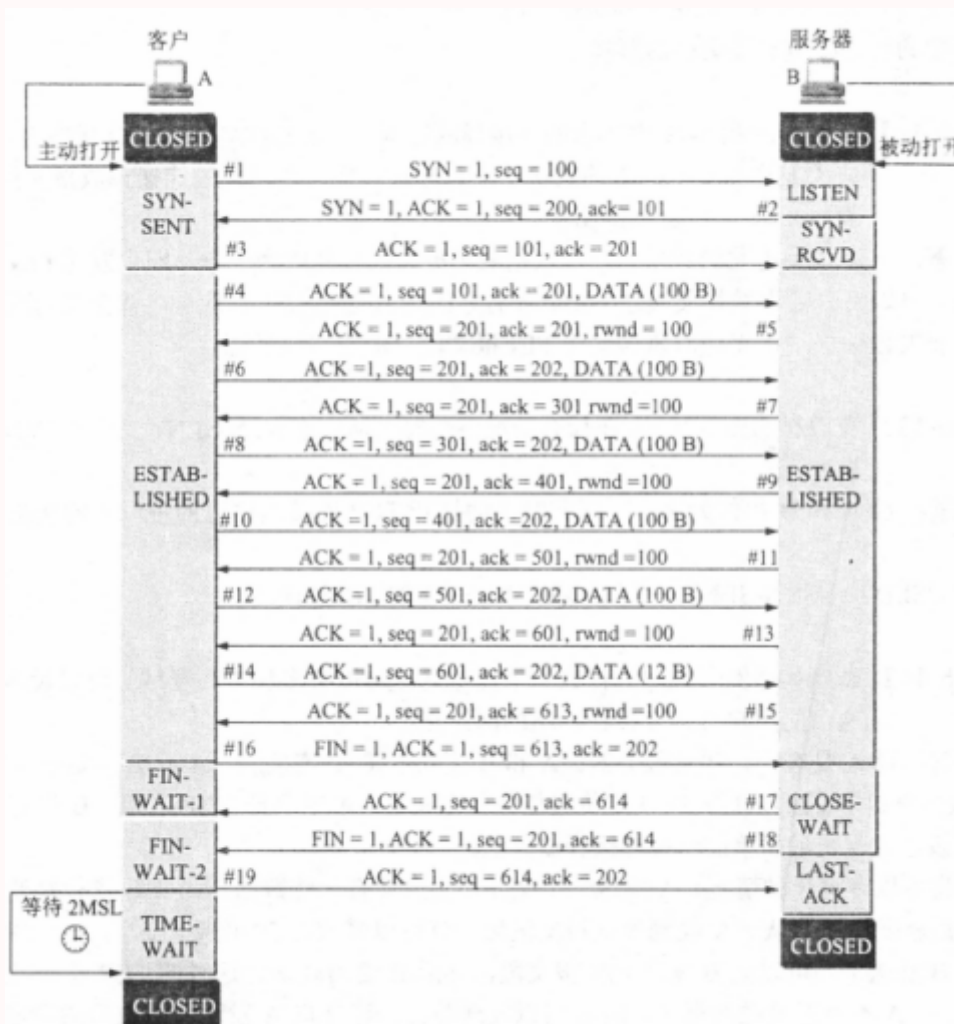 客户
服务器
A
B
CLOSED
CLOSED
主动打开
被动打开
#1 SYN = 1, seq = 100
SYN-
SENT
LISTEN
SYN = 1, ACK = 1, seq = 200, ack= 101 #2
#3 ACK = 1, seq = 101, ack = 201
SYN-
RCVD
#4 ACK = 1, seq = 101, ack = 201, DATA (100 B)
ACK = 1, seq = 201, ack = 201, rwnd = 100 #5
#6 ACK =1, seq = 201, ack = 202, DATA (100 B)
ACK = 1, seq = 201, ack = 301 rwnd =100 #7
#8 ACK = 1, seq = 301, ack = 202, DATA (100 B)
ESTAB-
LISHED
ACK = 1, seq = 201, ack = 401, rwnd =100 #9
ESTAB-
LISHED
#10 ACK =1, seq = 401, ack =202, DATA (100 B)
ACK = 1, seq = 201, ack = 501, rwnd =100 #11
#12 ACK =1, seq = 501, ack = 202, DATA (100 B)
ACK = 1, seq = 201, ack = 601, rwnd = 100 #13
#14 ACK =1, seq = 601, ack = 202, DATA (12 B)
ACK = 1, seq = 201, ack = 613, rwnd =100 #15
#16 FIN = 1, ACK = 1, seq = 613, ack = 202
FIN-
WAIT-1
ACK = 1, seq = 201, ack = 614 #17
CLOSE-
WAIT
FIN = 1, ACK = 1, seq = 201, ack = 614 #18
FIN-
WAIT-2
#19 ACK = 1, seq = 614, ack = 202
LAST-
ACK
等待 2MSL
TIME-
WAIT
CLOSED
CLOSED